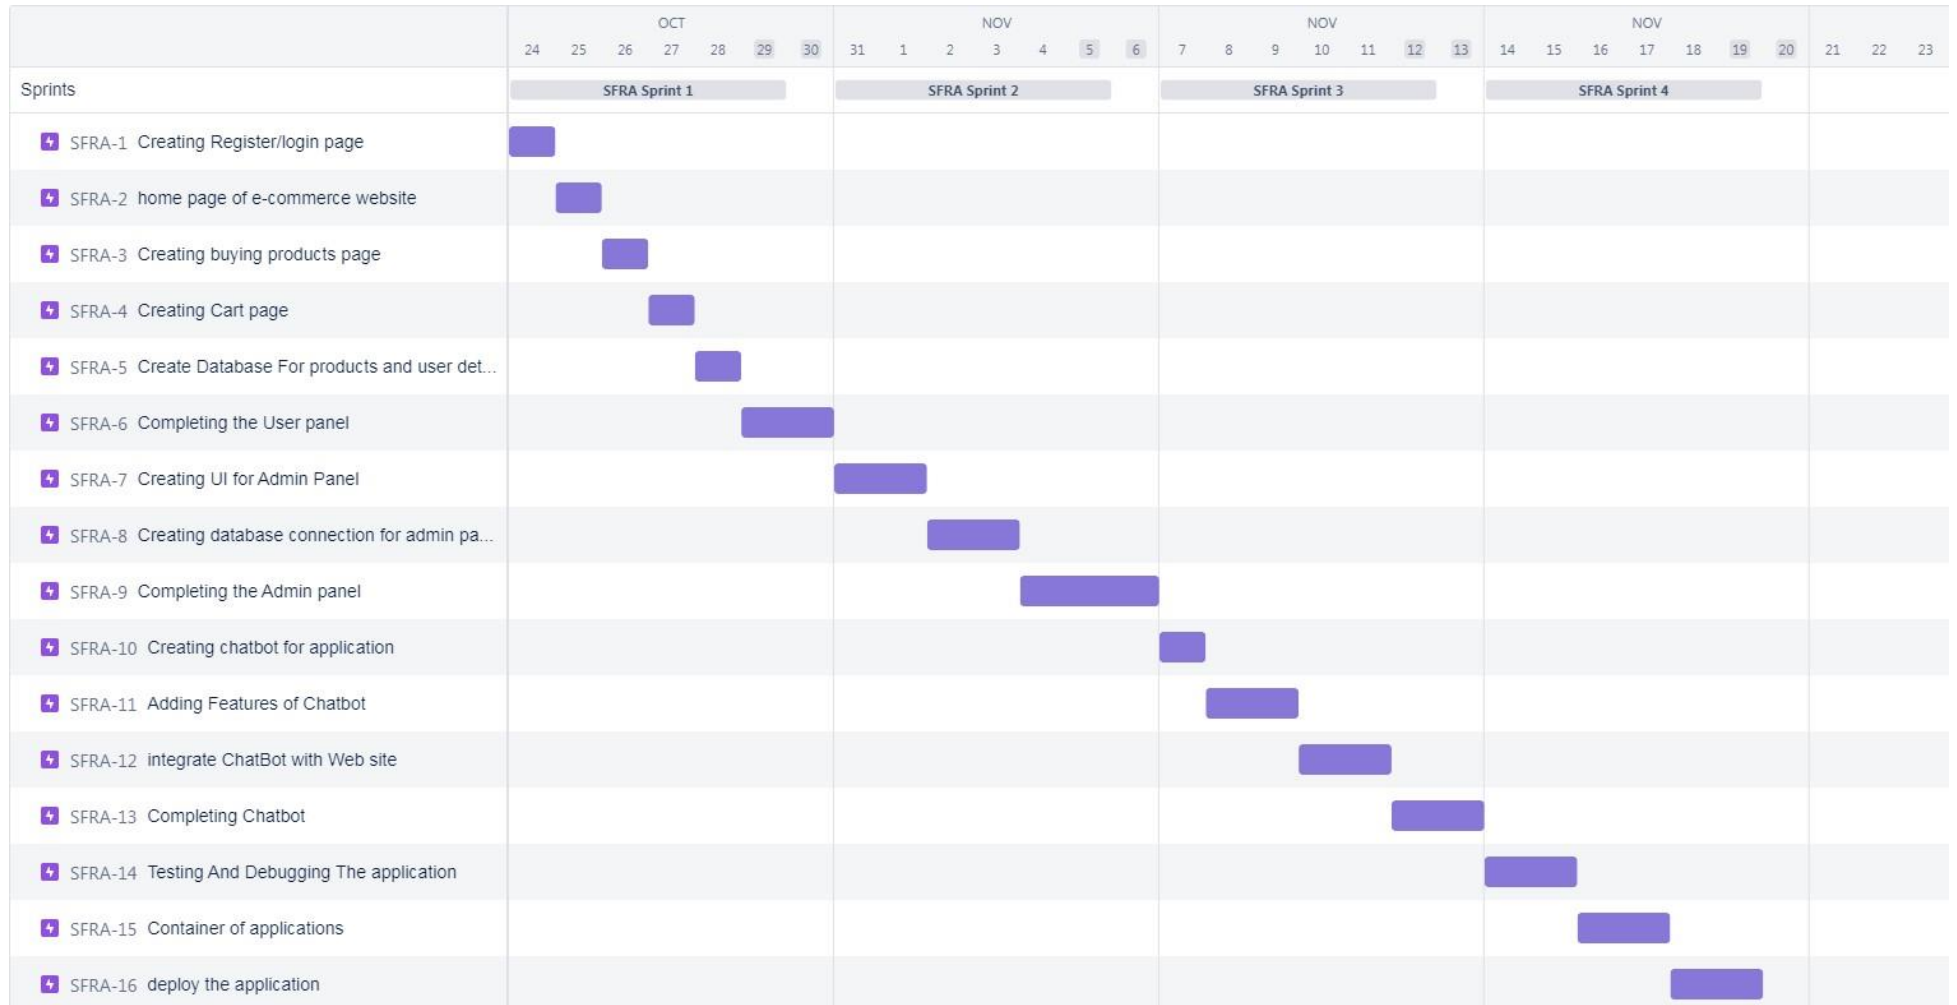 OCT NOV NOV NOV
24 25 26 27 28 29 30 31 1 2 3 4 5 6 7 8 9 10 11 12 13 14 15 16 17 18 19 20 21 22 23
Sprints SFRA Sprint 1 SFRA Sprint 2 SFRA Sprint 3 SFRA Sprint 4
SFRA-1 Creating Register/login page
SFRA-2 home page of e-commerce website
SFRA-3 Creating buying products page
SFRA-4 Creating Cart page
SFRA-5 Create Database For products and user det...
SFRA-6 Completing the User panel
SFRA-7 Creating UI for Admin Panel
SFRA-8 Creating database connection for admin pa...
SFRA-9 Completing the Admin panel
SFRA-10 Creating chatbot for application
SFRA-11 Adding Features of Chatbot
SFRA-12 integrate ChatBot with Web site
SFRA-13 Completing Chatbot
SFRA-14 Testing And Debugging The application
SFRA-15 Container of applications
SFRA-16 deploy the application